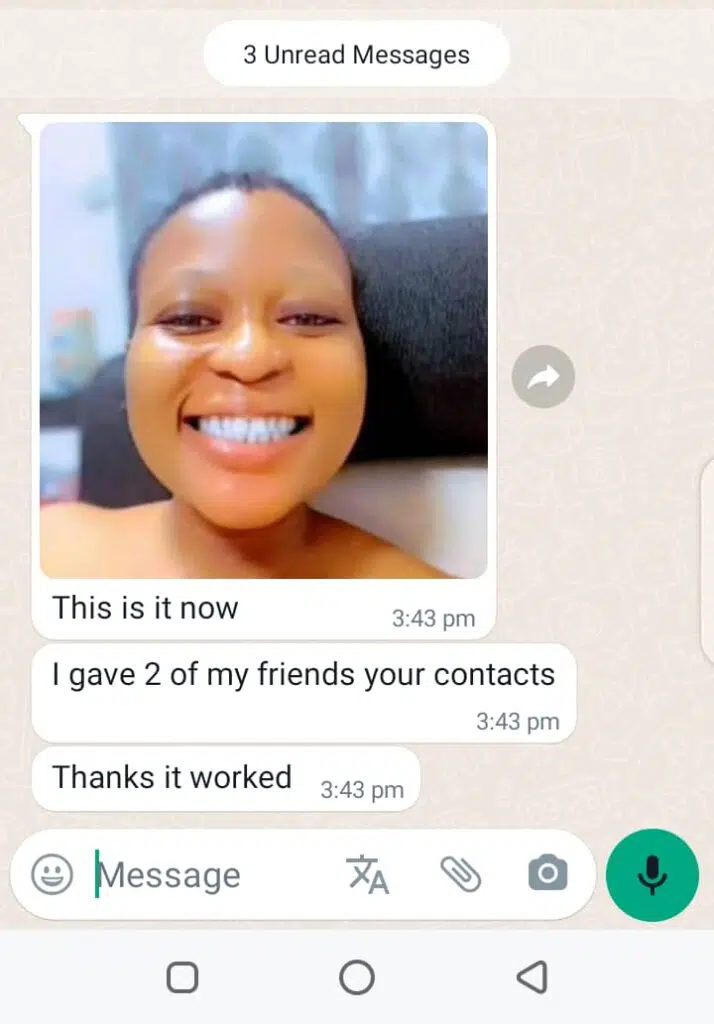 3 Unread Messages
This is it now
3:43 pm
I gave 2 of my friends your contacts
3:43 pm
Thanks it worked
3:43 pm
Message